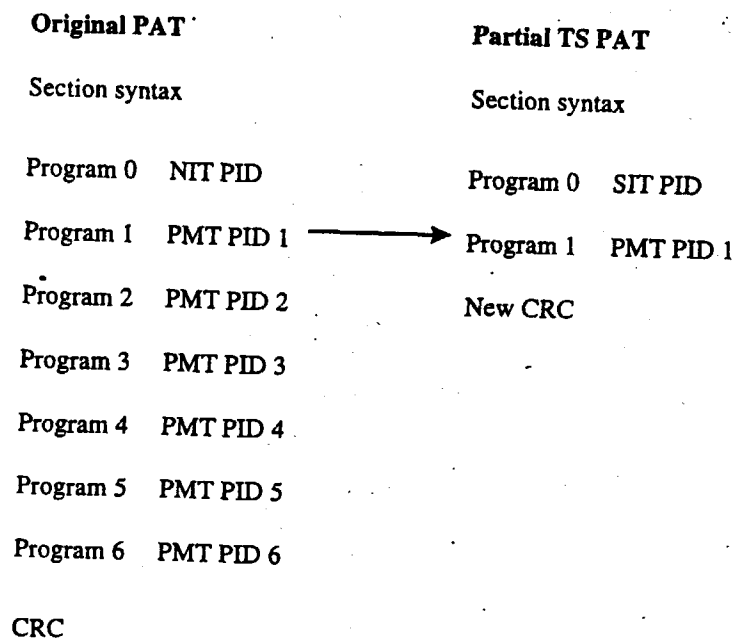 Original PAT
Section syntax
Program 0 NIT PID
Program 1 PMT PID 1
Program 2 PMT PID 2
Program 3 PMT PID 3
Program 4 PMT PID 4
Program 5 PMT PID 5
Program 6 PMT PID 6
CRC
Partial TS PAT
Section syntax
Program 0 SIT PID
Program 1 PMT PID 1
New CRC